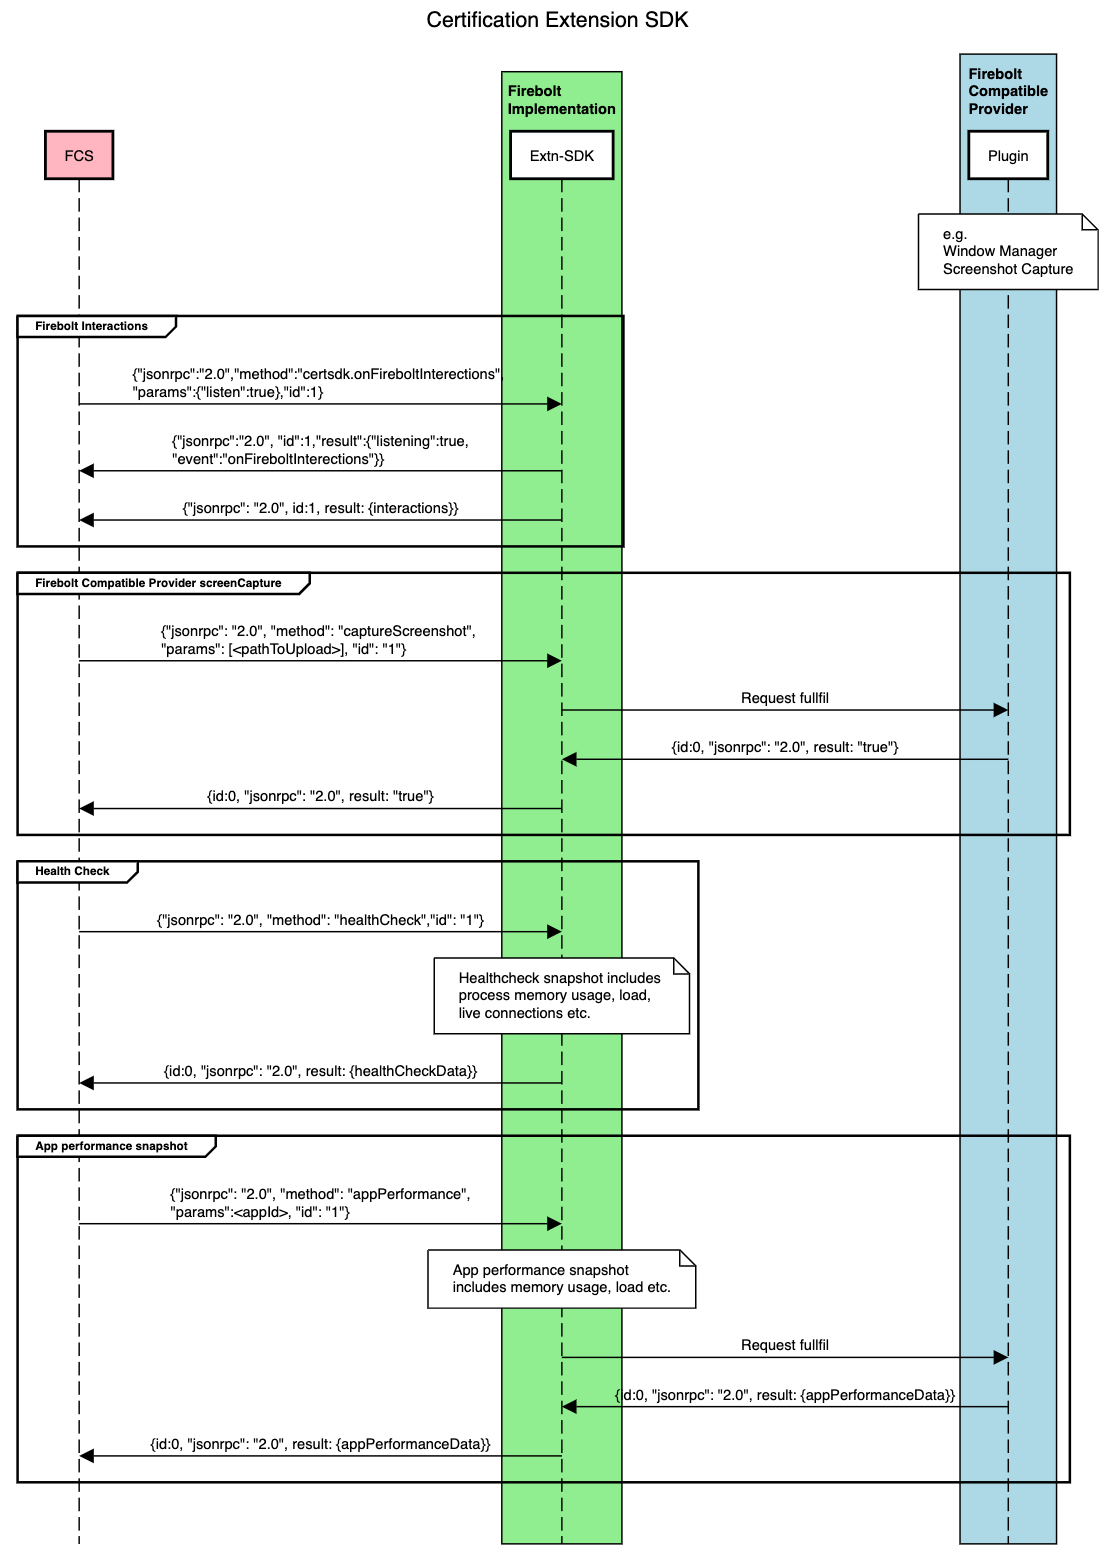 Certification Extension SDK
Firebolt
Implementation
Firebolt
Compatible
Provider
FCS
Extn-SDK
Plugin
e.g.
Window Manager
Screenshot Capture
Firebolt Interactions
{"jsonrpc":"2.0","method":"certsdk.onFireboltInterections",
"params":{"listen":true},"id":1}
{"jsonrpc":"2.0", "id":1,"result":{"listening":true,
"event":"onFireboltInterections"}}
{"jsonrpc": "2.0", id:1, result: {interactions}}
Firebolt Compatible Provider screenCapture
{"jsonrpc": "2.0", "method": "captureScreenshot",
"params": [<pathToUpload>], "id": "1"}
Request fullfil
{id:0, "jsonrpc": "2.0", result: "true"}
{id:0, "jsonrpc": "2.0", result: "true"}
Health Check
{"jsonrpc": "2.0", "method": "healthCheck","id": "1"}
Healthcheck snapshot includes
process memory usage, load,
live connections etc.
{id:0, "jsonrpc": "2.0", result: {healthCheckData}}
App performance snapshot
{"jsonrpc": "2.0", "method": "appPerformance",
"params":<appId>, "id": "1"}
App performance snapshot
includes memory usage, load etc.
Request fullfil
{id:0, "jsonrpc": "2.0", result: {appPerformanceData}}
{id:0, "jsonrpc": "2.0", result: {appPerformanceData}}